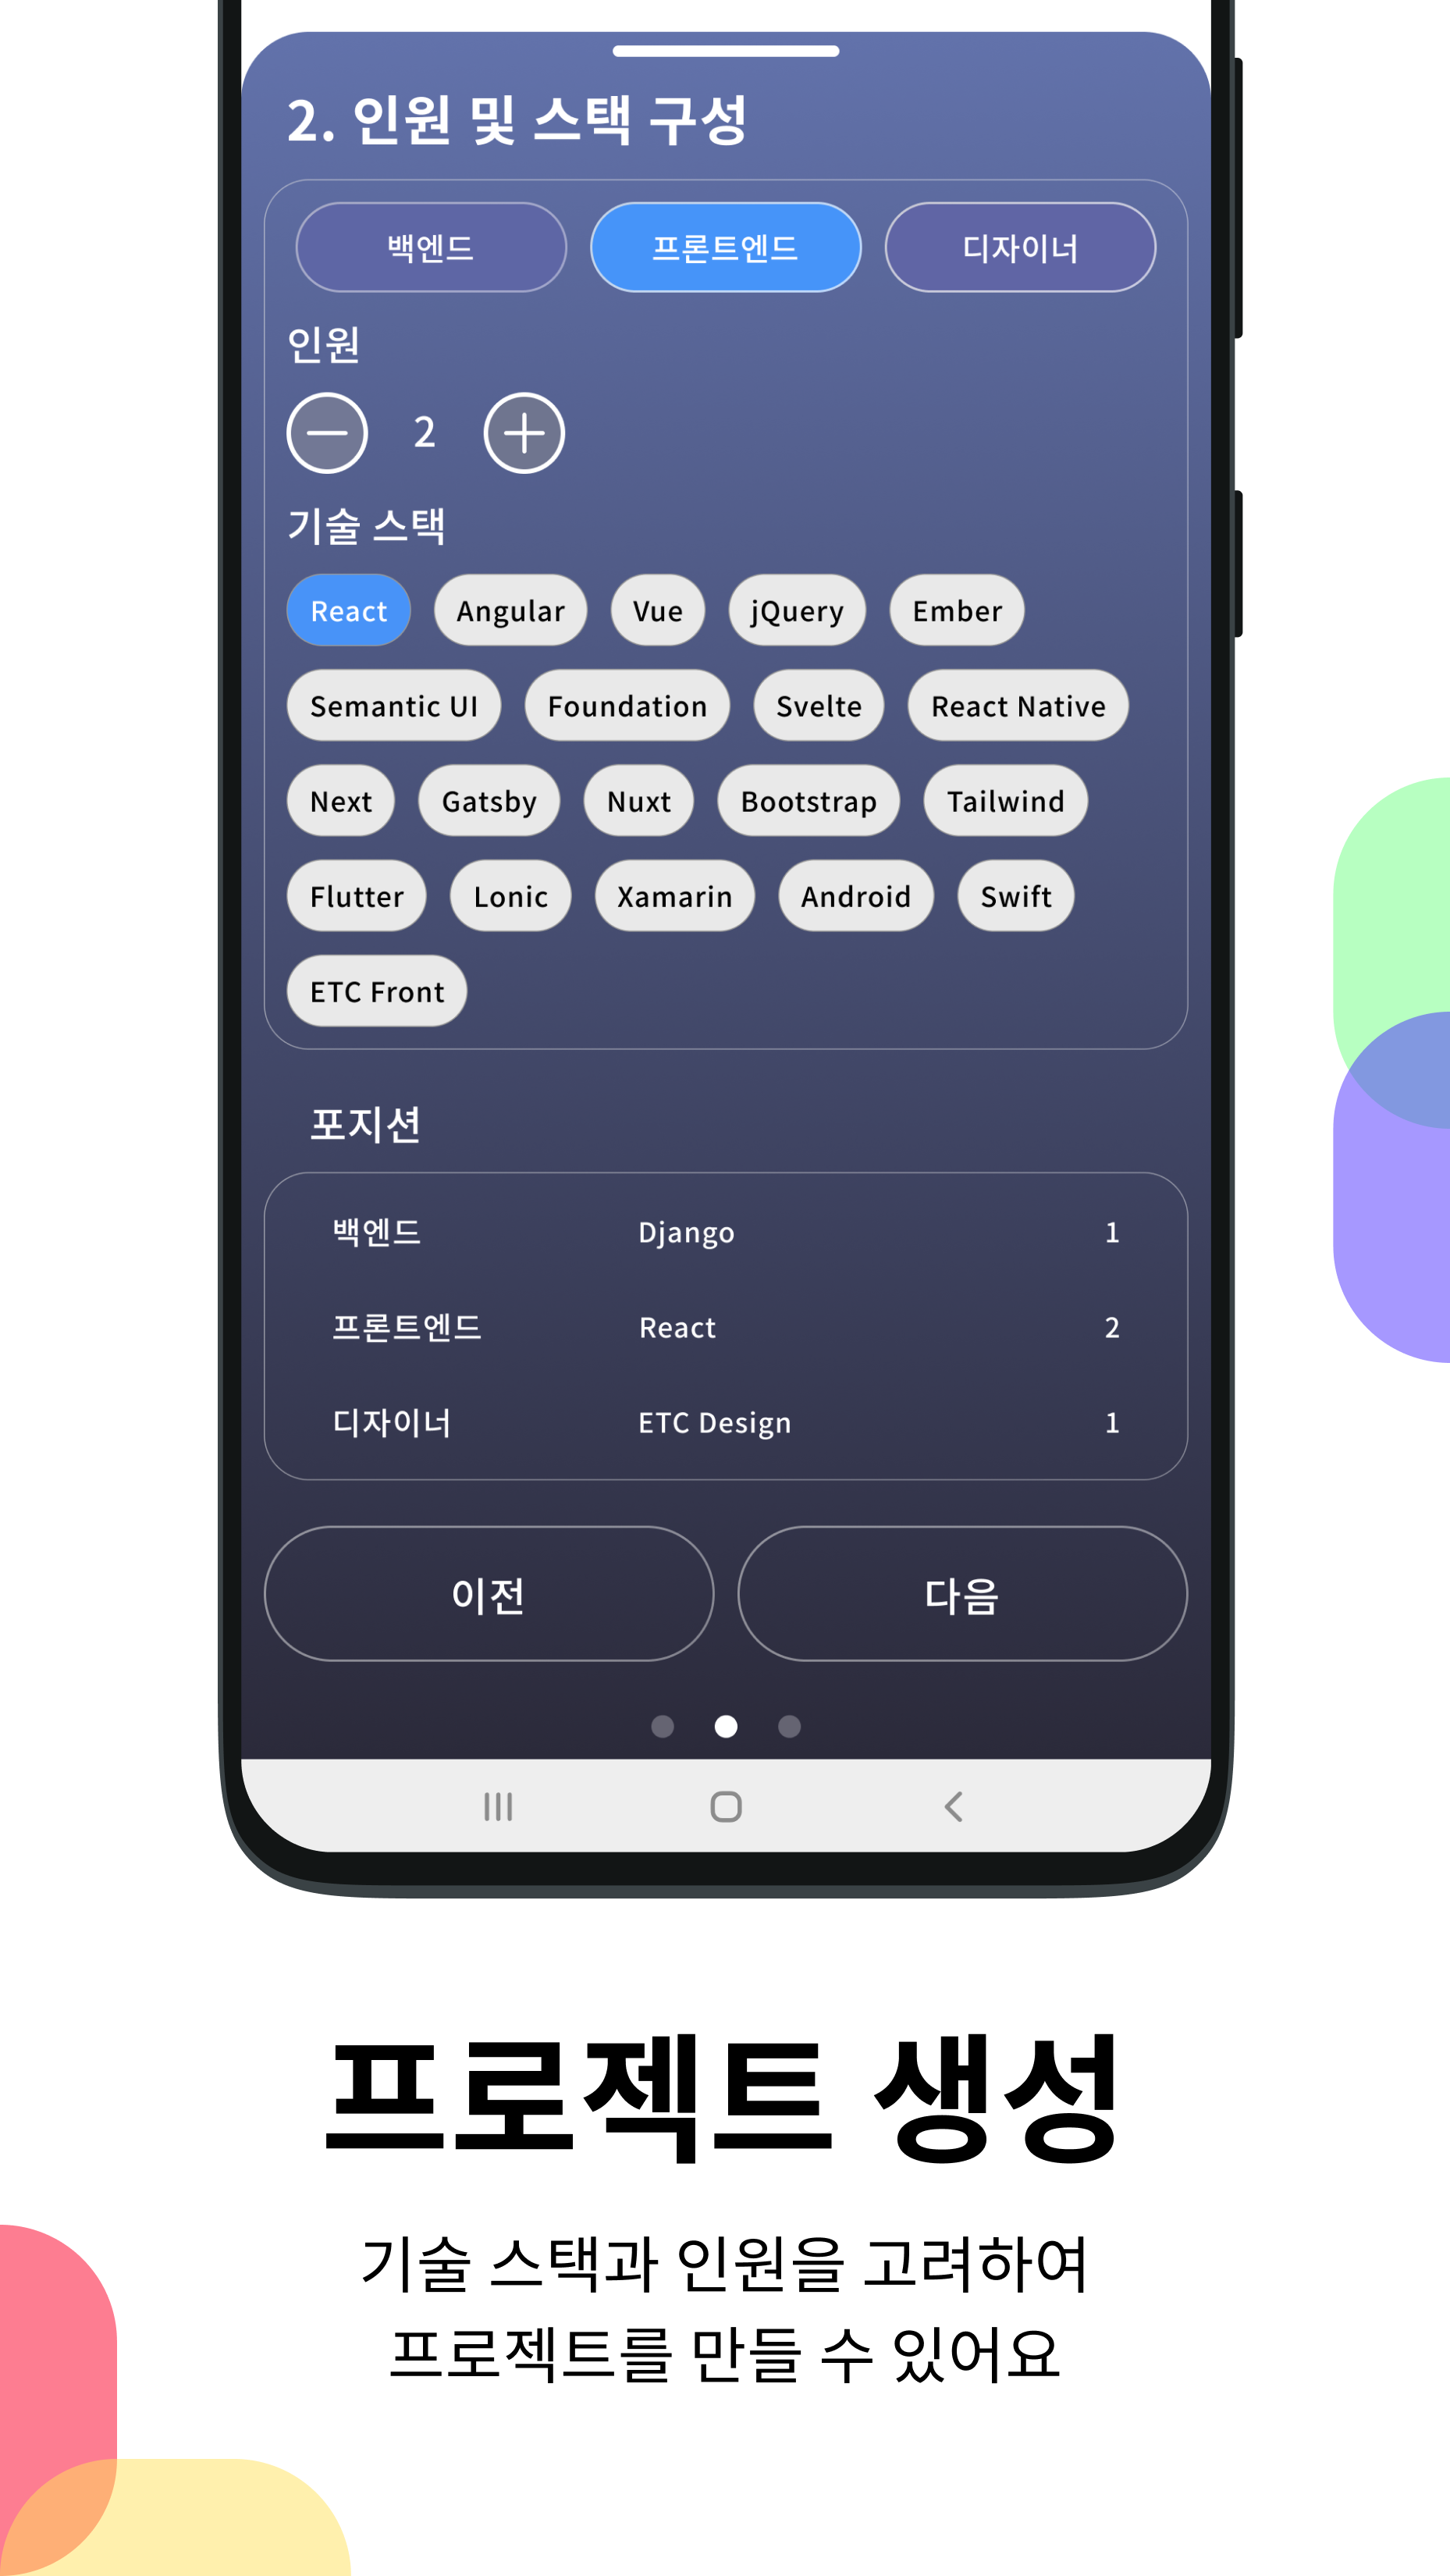 2. 인원 및 스택 구성
백엔드 프론트엔드 디자이너
인원
2
기술 스택
React Angular Vue jQuery Ember
Semantic UI Foundation Svelte React Native
Next Gatsby Nuxt Bootstrap Tailwind
Flutter Lonic Xamarin Android Swift
ETC Front
포지션
백엔드 Django 1
프론트엔드 React 2
디자이너 ETC Design 1
이전 다음
프로젝트 생성
기술 스택과 인원을 고려하여
프로젝트를 만들 수 있어요